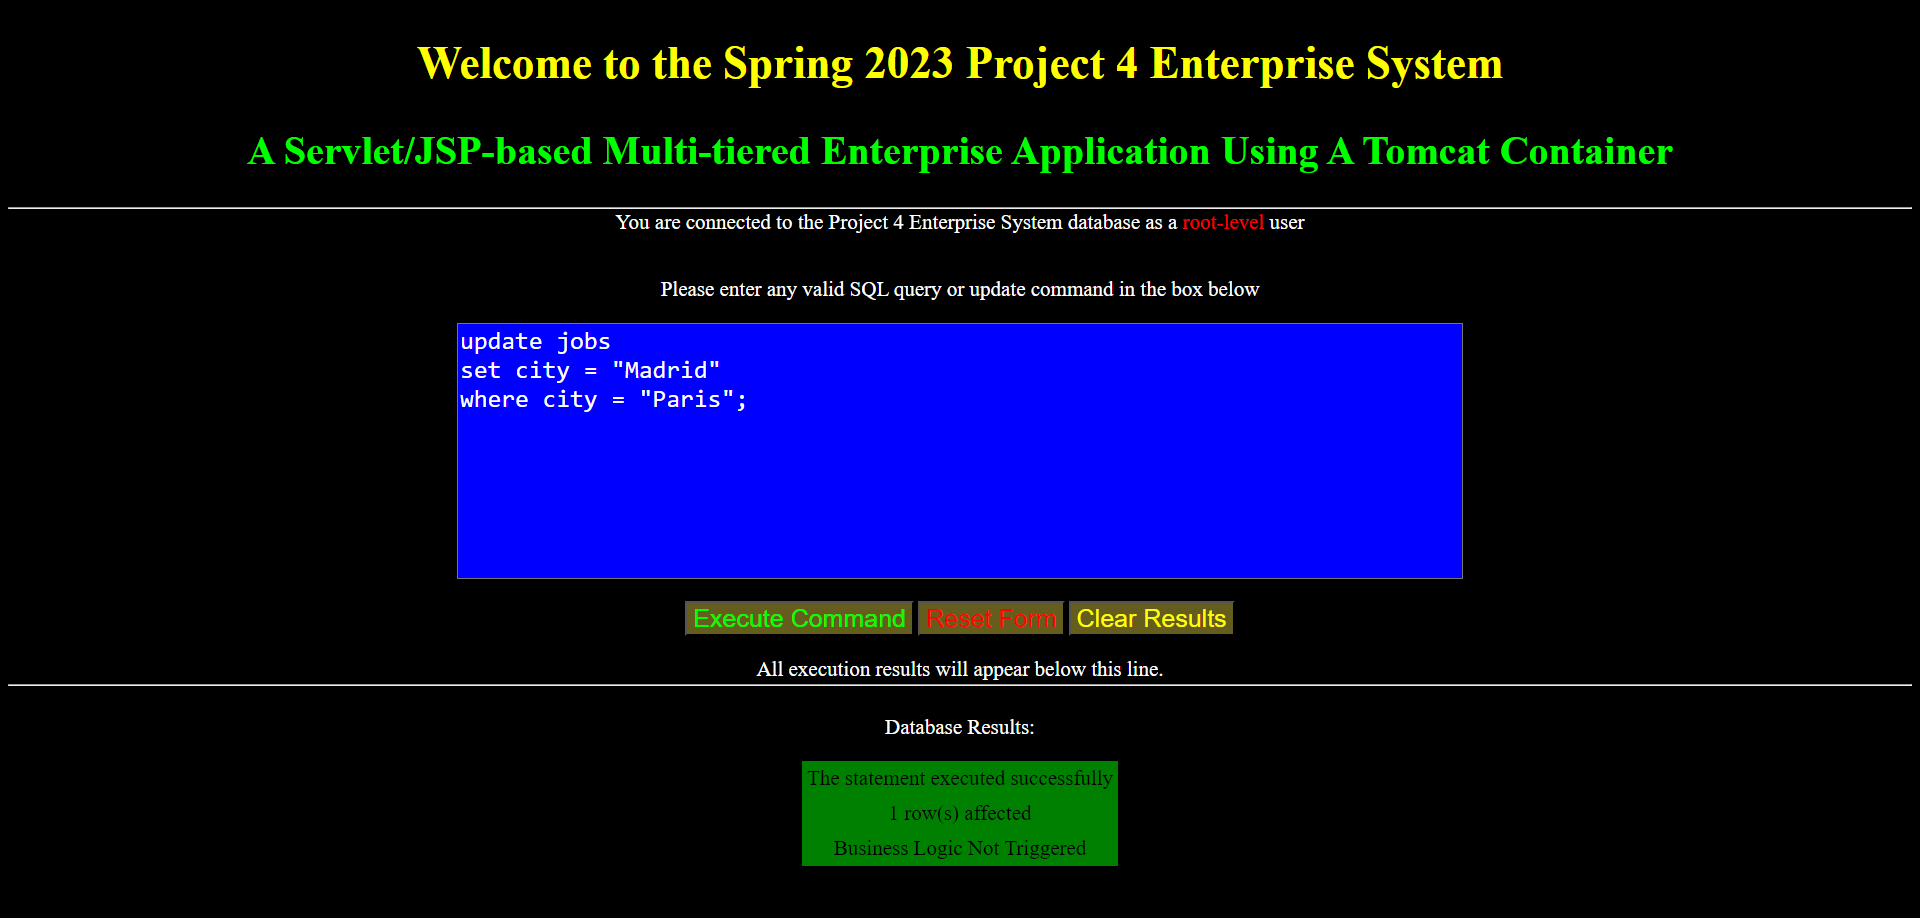 Welcome to the Spring 2023 Project 4 Enterprise System
A Servlet/JSP-based Multi-tiered Enterprise Application Using A Tomcat Container
You are connected to the Project 4 Enterprise System database as a root-level user
Please enter any valid SQL query or update command in the box below
update jobs
set city = "Madrid"
where city = "Paris";
Execute Command Reset Form Clear Results
All execution results will appear below this line.
Database Results:
The statement executed successfully
1 row(s) affected
Business Logic Not Triggered